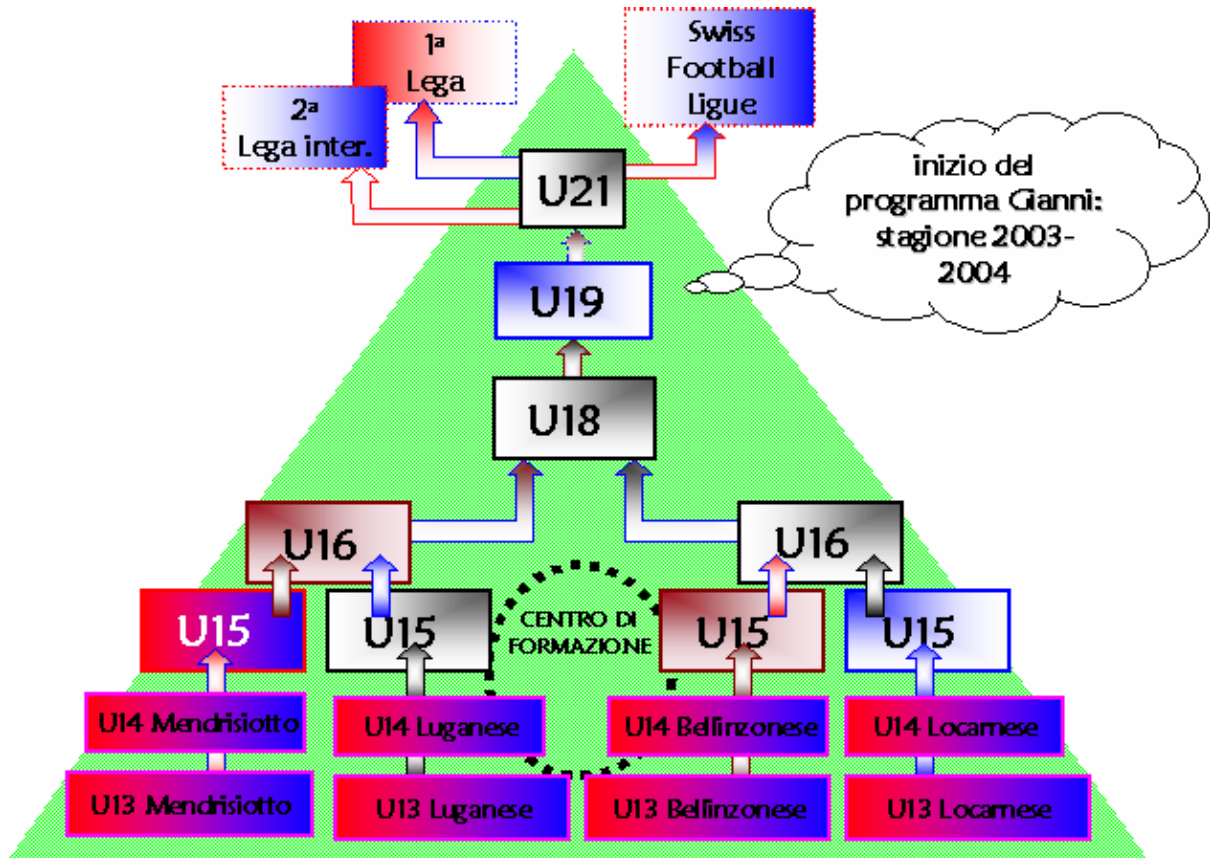 1ª
Lega
2ª
Lega inter.
Swiss
Football
Ligue
inizio del
programma Gianni:
stagione 2003-
2004
U21
U19
U18
U16
U16
U15
U15
CENTRO DI
FORMAZIONE
U15
U15
U14 Mendrisiotto
U14 Luganese
U14 Bellinzonese
U14 Locarnese
U13 Mendrisiotto
U13 Luganese
U13 Bellinzonese
U13 Locarnese